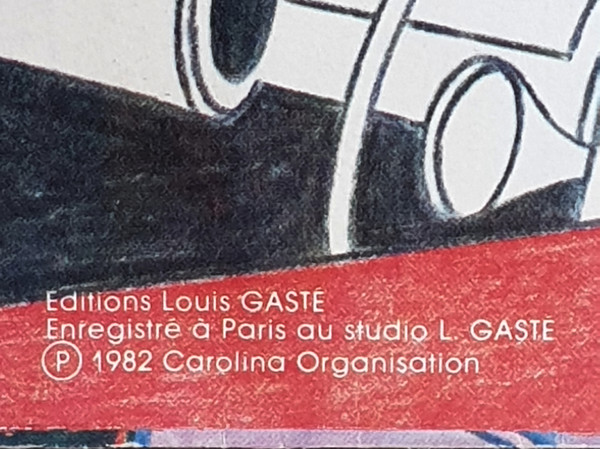 Editions Louis GASTÉ
Enregistré à Paris au studio L. GASTÉ
Ⓟ 1982 Carolina Organisation